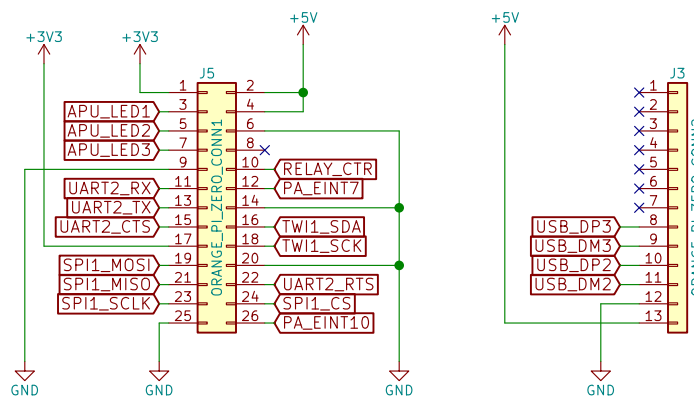 +5V
+5V
+3V3
+3V3
J5
J3
1
2
3
4
5
6
7
8
9
10
11
12
13
14
15
16
17
18
19
20
21
22
23
24
25
26
APU_LED1
APU_LED2
APU_LED3
UART2_RX
UART2_TX
UART2_CTS
SPI1_MOSI
SPI1_MISO
SPI1_SCLK
ORANGE_PI_ZERO_CONN1
RELAY_CTR
PA_EINT7
TWI1_SDA
TWI1_SCK
UART2_RTS
SPI1_CS
PA_EINT10
1
2
3
4
5
6
7
8
9
10
11
12
13
USB_DP3
USB_DM3
USB_DP2
USB_DM2
GND
GND
GND
GND